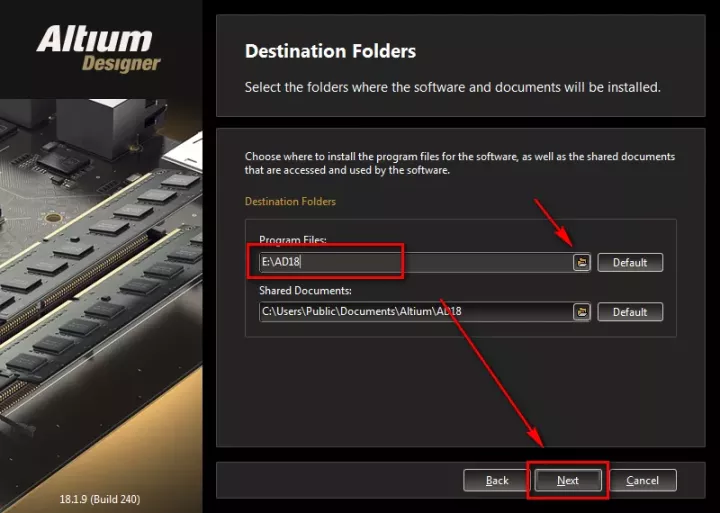 Altium
Designer
Destination Folders
Select the folders where the software and documents will be installed.
Choose where to install the program files for the software, as well as the shared documents
that are accessed and used by the software.
Destination Folders
Program Files:
E:\AD18
Default
Shared Documents:
C:\Users\Public\Documents\Altium\AD18
Default
Back
Next
Cancel
18.1.9 (Build 240)